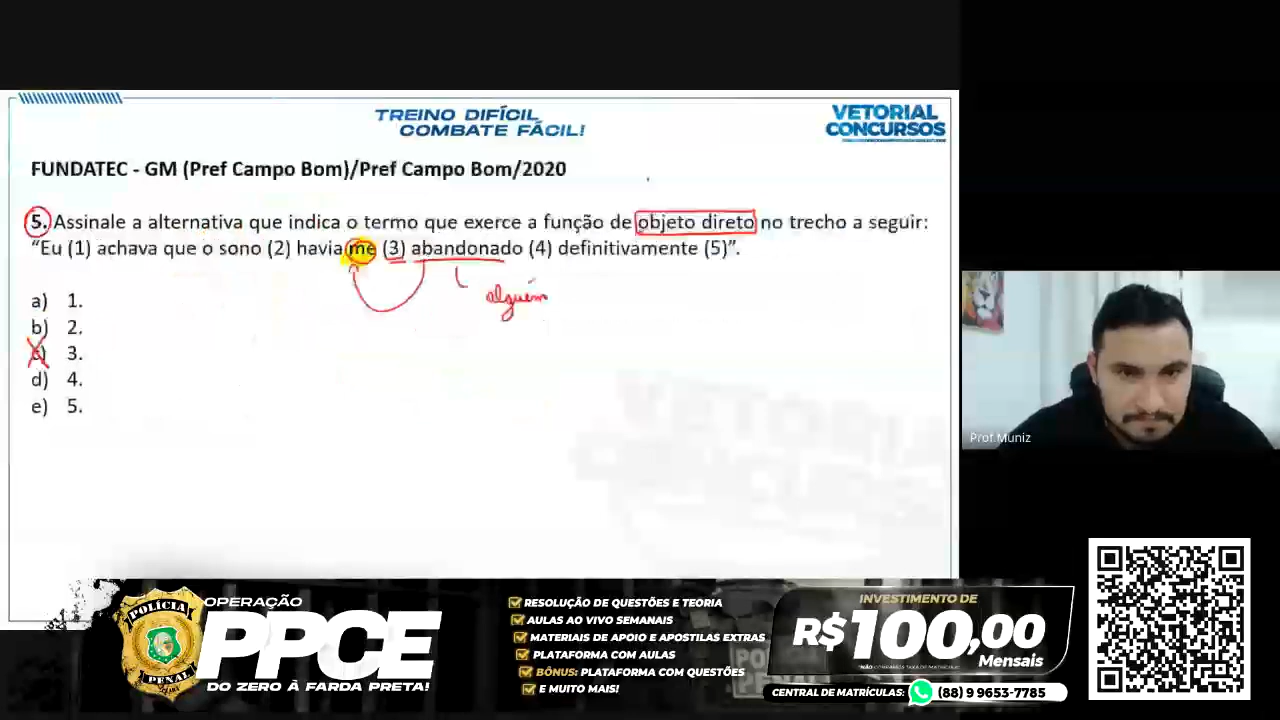 TREINO DIFÍCIL
COMBATE FÁCIL!
VETORIAL
CONCURSOS
FUNDATEC - GM (Pref Campo Bom)/Pref Campo Bom/2020
5. Assinale a alternativa que indica o termo que exerce a função de objeto direto no trecho a seguir:
“Eu (1) achava que o sono (2) havia me (3) abandonado (4) definitivamente (5)”.
alguém
a) 1.
b) 2.
c) 3.
d) 4.
e) 5.
Prof.Muniz
POLÍCIA
PENAL
CEARÁ
OPERAÇÃO
PPCE
DO ZERO À FARDA PRETA!
RESOLUÇÃO DE QUESTÕES E TEORIA
AULAS AO VIVO SEMANAIS
MATERIAIS DE APOIO E APOSTILAS EXTRAS
PLATAFORMA COM AULAS
BÔNUS: PLATAFORMA COM QUESTÕES
E MUITO MAIS!
INVESTIMENTO DE
R$100,00
Mensais
CENTRAL DE MATRÍCULAS: (88) 9 9653-7785